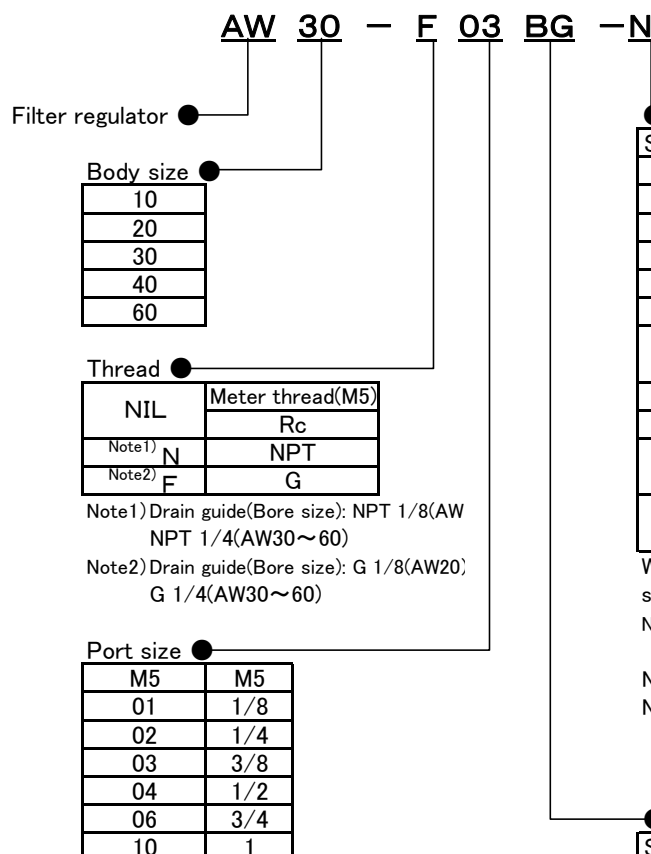 AW 30 - F 03 BG -N
Filter regulator
Body size
10
20
30
40
60
Thread
NIL Meter thread(M5)
Rc
Note1) N NPT
Note2) F G
Note1) Drain guide(Bore size): NPT 1/8(AW
NPT 1/4(AW30～60)
Note2) Drain guide(Bore size): G 1/8(AW20)
G 1/4(AW30～60)
Port size
M5 M5
01 1/8
02 1/4
03 3/8
04 1/2
06 3/4
10 1